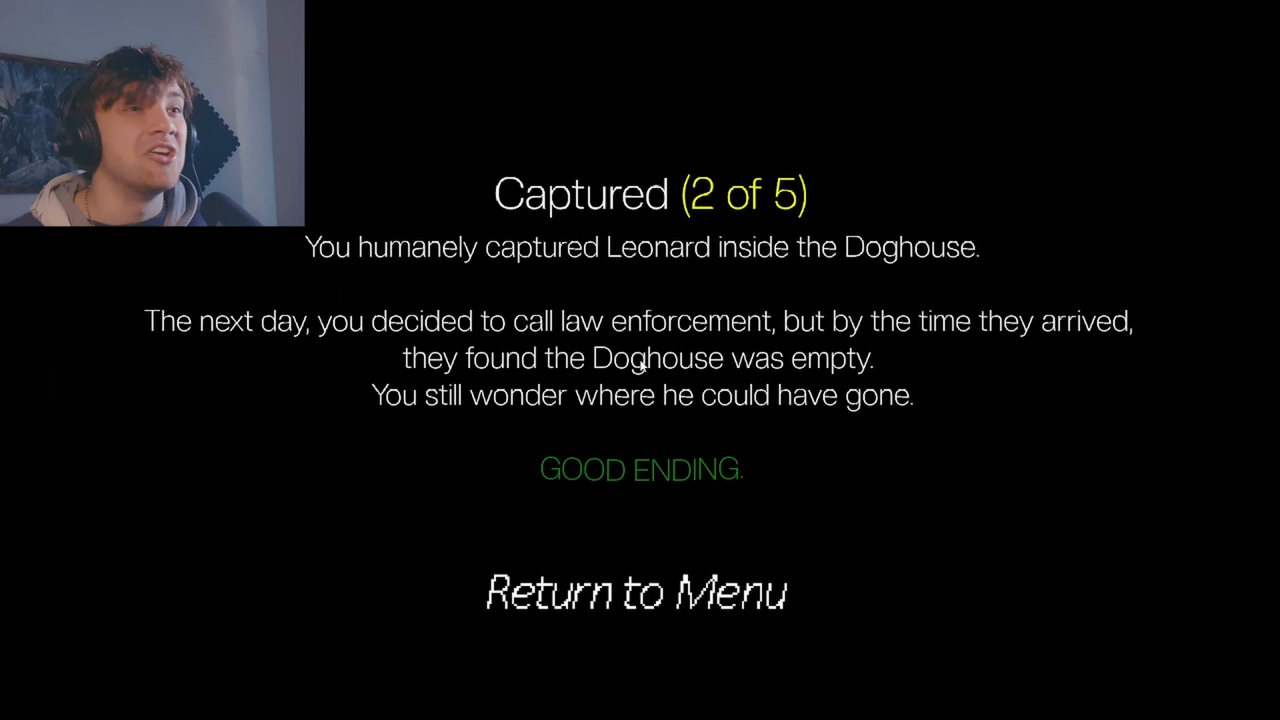 Captured (2 of 5)
You humanely captured Leonard inside the Doghouse.
The next day, you decided to call law enforcement, but by the time they arrived,
they found the Doghouse was empty.
You still wonder where he could have gone.
GOOD ENDING.
Return to Menu